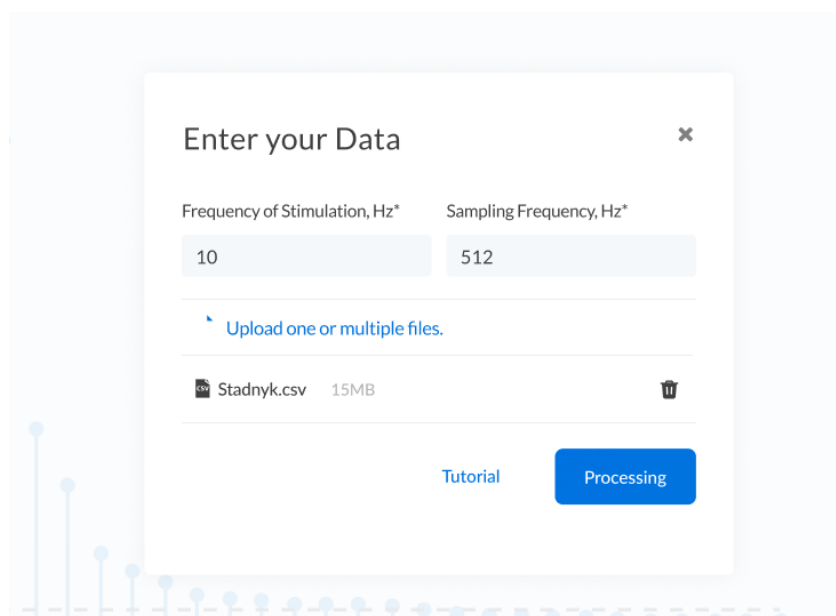 Enter your Data
Frequency of Stimulation, Hz* Sampling Frequency, Hz*
10 512
Upload one or multiple files.
CSV Stadnyk.csv 15MB
Tutorial Processing